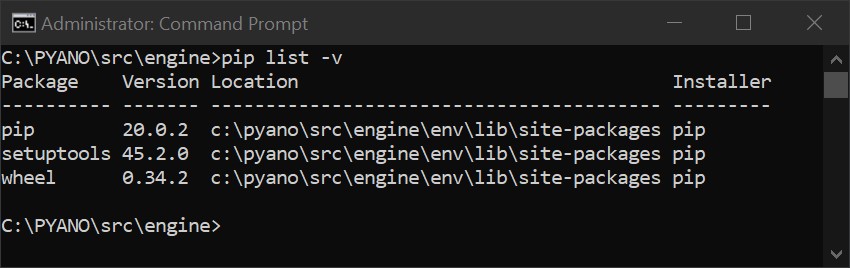 Administrator: Command Prompt
C:\PYANO\src\engine>pip list -v
Package    Version Location                                  Installer
---------- ------- ----------------------------------------- ---------
pip        20.0.2  c:\pyano\src\engine\env\lib\site-packages pip
setuptools 45.2.0  c:\pyano\src\engine\env\lib\site-packages pip
wheel      0.34.2  c:\pyano\src\engine\env\lib\site-packages pip
C:\PYANO\src\engine>